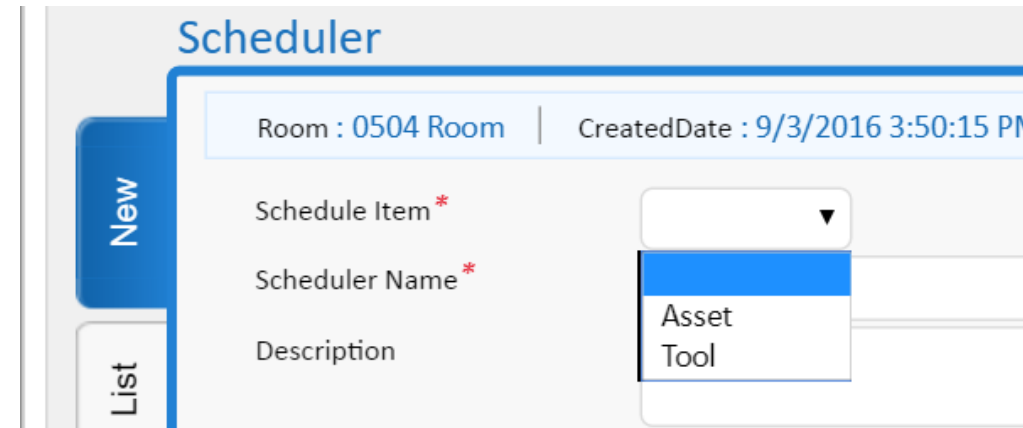 Scheduler
Room : 0504 Room CreatedDate : 9/3/2016 3:50:15
New
Schedule Item*
Scheduler Name*
Asset
Description
Tool
List